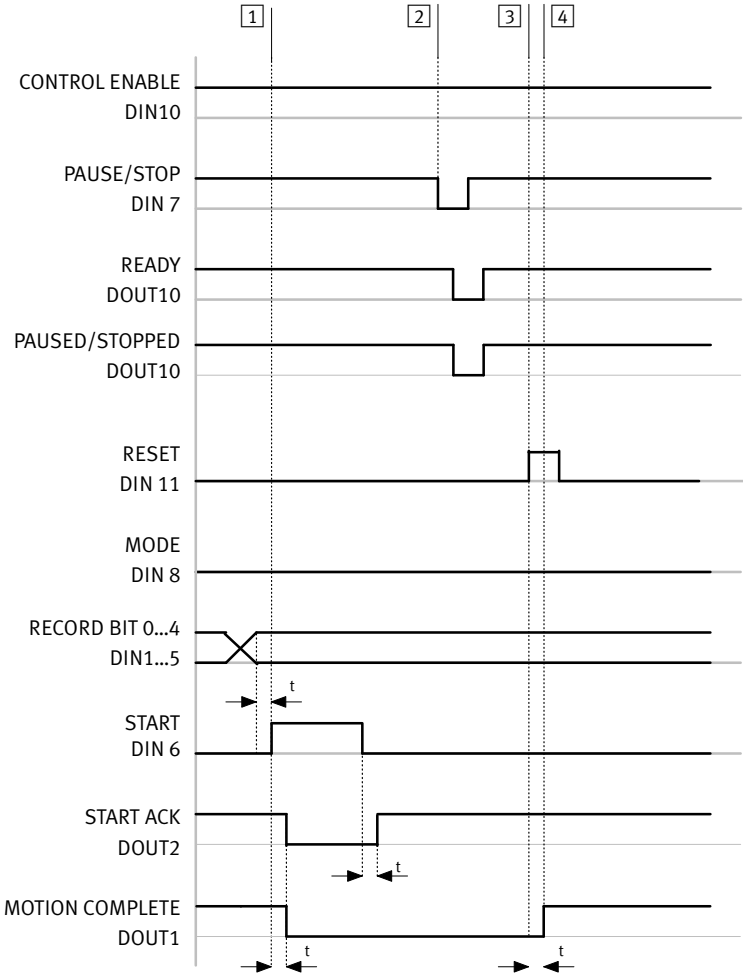 1 2 3 4
CONTROL ENABLE
DIN10
PAUSE/STOP
DIN 7
READY
DOUT10
PAUSED/STOPPED
DOUT10
RESET
DIN 11
MODE
DIN 8
RECORD BIT 0...4
DIN1...5
t
START
DIN 6
START ACK
DOUT2
t
MOTION COMPLETE
DOUT1
t t